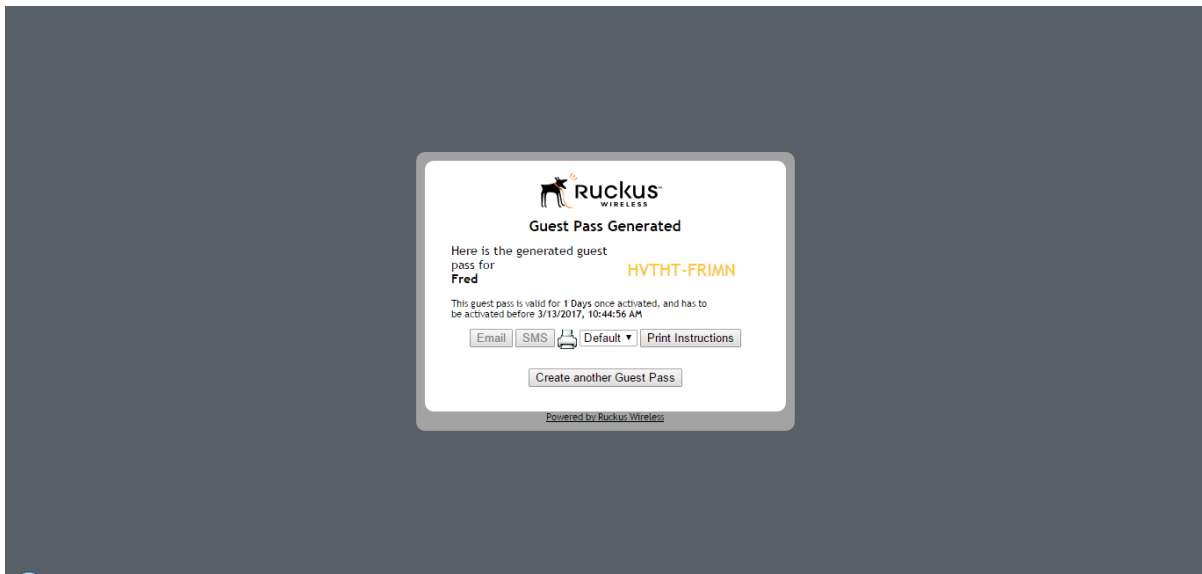 RUCKUS™
WIRELESS
Guest Pass Generated
Here is the generated guest
pass for
Fred
HVTHT-FRIMN
This guest pass is valid for 1 Days once activated, and has to
be activated before 3/13/2017, 10:44:56 AM
Email SMS Default Print Instructions
Create another Guest Pass
Powered by Ruckus Wireless